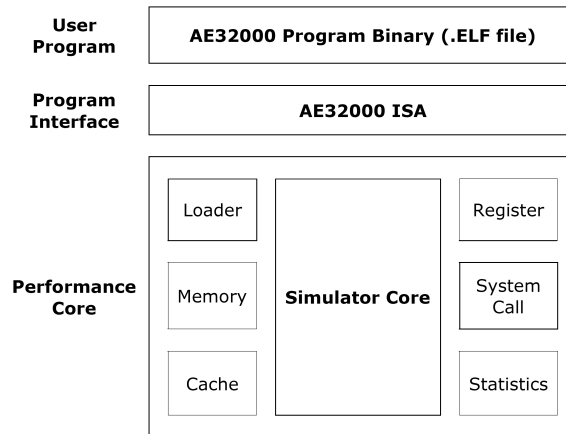 User
Program
AE32000 Program Binary (.ELF file)
Program
Interface
AE32000 ISA
Performance
Core
Loader
Memory
Cache
Simulator Core
Register
System
Call
Statistics